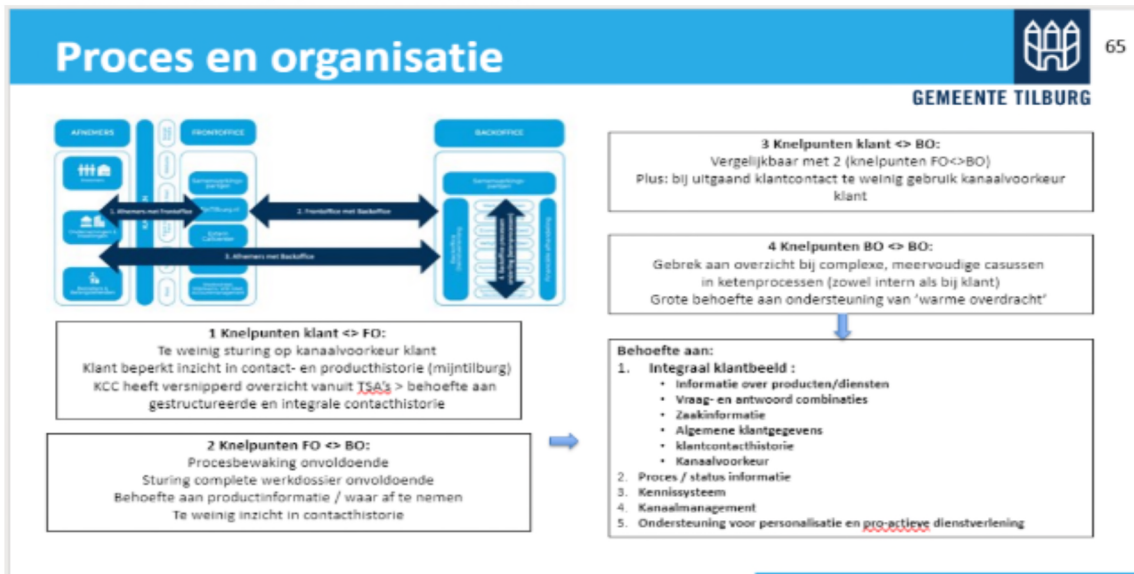 Proces en organisatie
65
GEMEENTE TILBURG
AFNEMERS
FRONTOFFICE
BACKOFFICE
1. Afnemers met Frontoffice
2. Frontoffice met Backoffice
3. Afnemers met Backoffice
1 Knelpunten klant <> FO:
Te weinig sturing op kanaalvoorkeur klant
Klant beperkt inzicht in contact- en producthistorie (mijntilburg)
KCC heeft versnipperd overzicht vanuit TSA's > behoefte aan
gestructureerde en integrale contacthistorie
2 Knelpunten FO <> BO:
Procesbewaking onvoldoende
Sturing complete werkdossier onvoldoende
Behoefte aan productinformatie / waar af te nemen
Te weinig inzicht in contacthistorie
3 Knelpunten klant <> BO:
Vergelijkbaar met 2 (knelpunten FO<>BO)
Plus: bij uitgaand klantcontact te weinig gebruik kanaalvoorkeur
klant
4 Knelpunten BO <> BO:
Gebrek aan overzicht bij complexe, meervoudige casussen
in ketenprocessen (zowel intern als bij klant)
Grote behoefte aan ondersteuning van 'warme overdracht'
Behoefte aan:
1. Integraal klantbeeld :
• Informatie over producten/diensten
• Vraag- en antwoord combinaties
• Zaakinformatie
• Algemene klantgegevens
• klantcontacthistorie
• Kanaalvoorkeur
2. Proces / status informatie
3. Kennissysteem
4. Kanaalmanagement
5. Ondersteuning voor personalisatie en pro-actieve dienstverlening